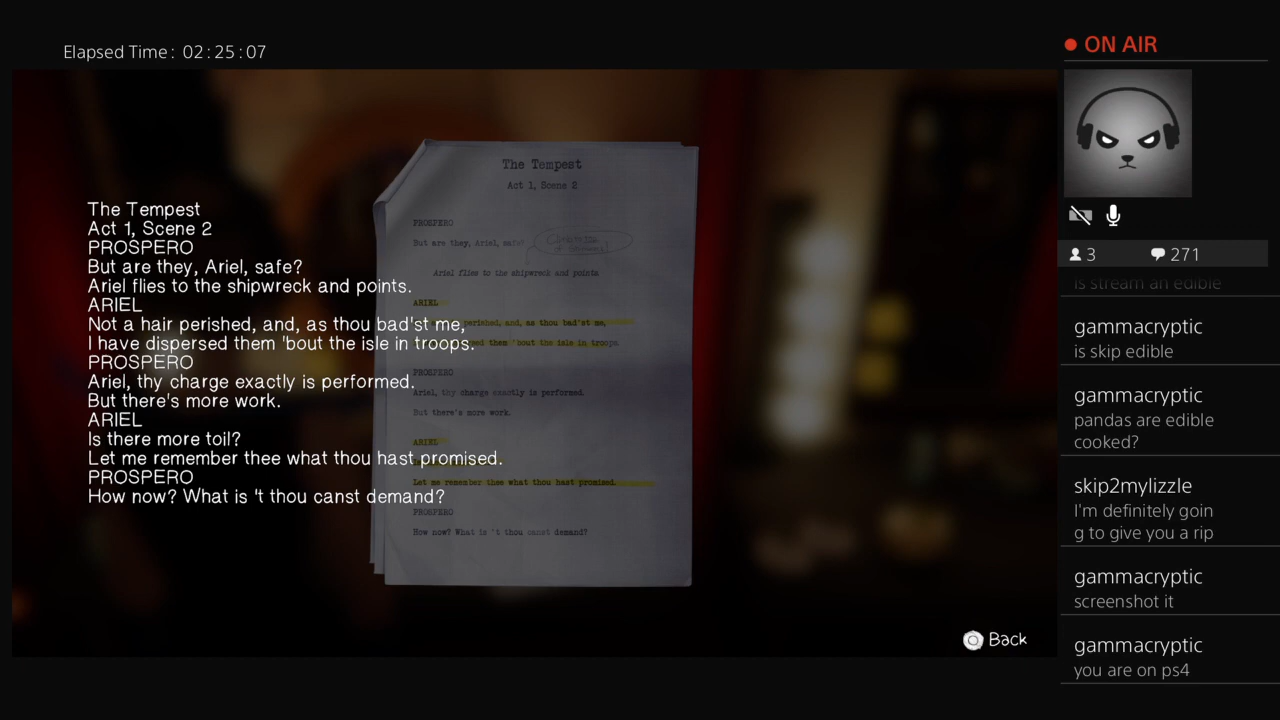 Elapsed Time: 02:25:07
ON AIR
The Tempest
Act 1, Scene 2
PROSPERO
But are they, Ariel, safe?
Ariel flies to the shipwreck and points.
ARIEL
Not a hair perished, and, as thou bad'st me,
I have dispersed them 'bout the isle in troops.
PROSPERO
Ariel, thy charge exactly is performed.
But there's more work.
ARIEL
Is there more toil?
Let me remember thee what thou hast promised.
PROSPERO
How now? What is 't thou canst demand?
The Tempest
Act 1, Scene 2
PROSPERO
But are they, Ariel, safe?
Ariel flies to the shipwreck and points
ARIEL
perished, and, as thou bad'st me,
them 'bout the isle in troops.
PROSPERO
Ariel, thy charge exactly is performed.
But there's more work.
ARIEL
Let me remember thee what thou hast promised.
PROSPERO
How now? What is 't thou canst demand?
Back
3 271
is stream an edible
gammacryptic
is skip edible
gammacryptic
pandas are edible
cooked?
skip2mylizzle
I'm definitely goin
g to give you a rip
gammacryptic
screenshot it
gammacryptic
you are on ps4